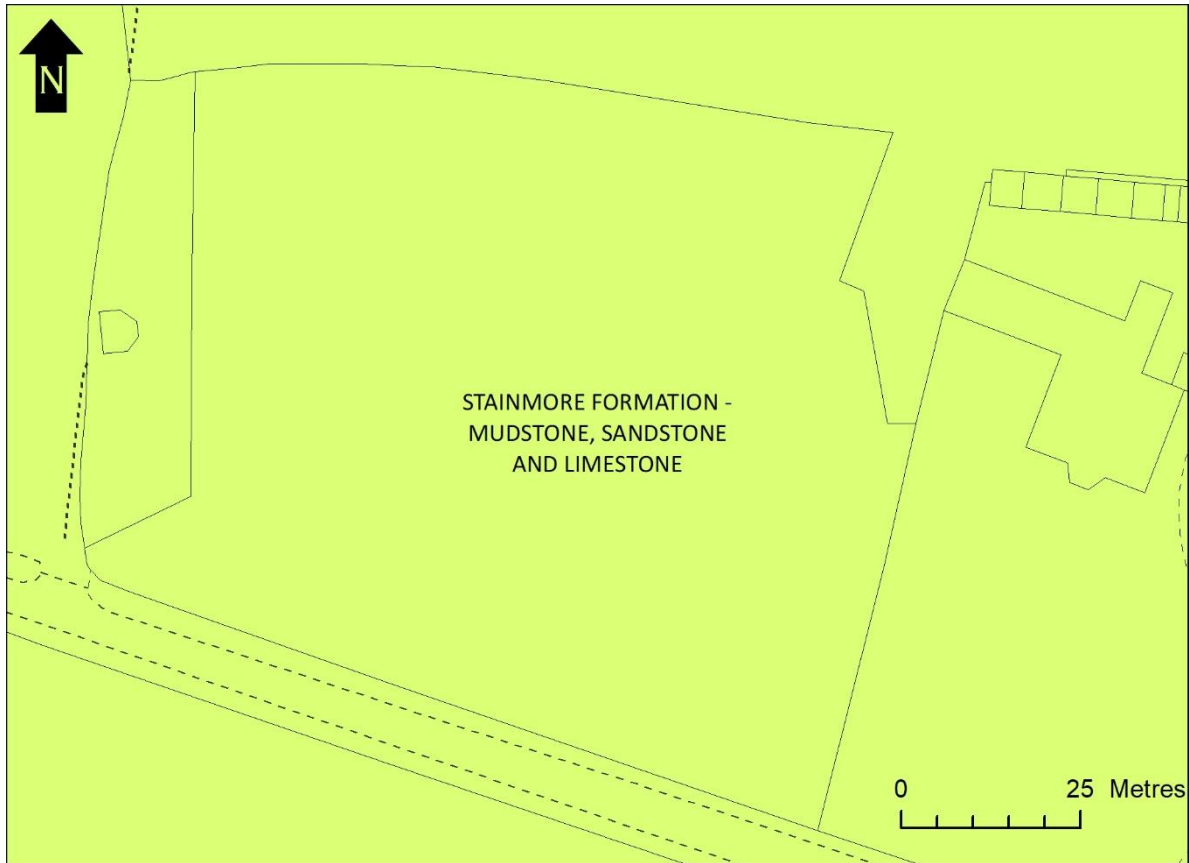 N
STAINMORE FORMATION -
MUDSTONE, SANDSTONE
AND LIMESTONE
0 25 Metres